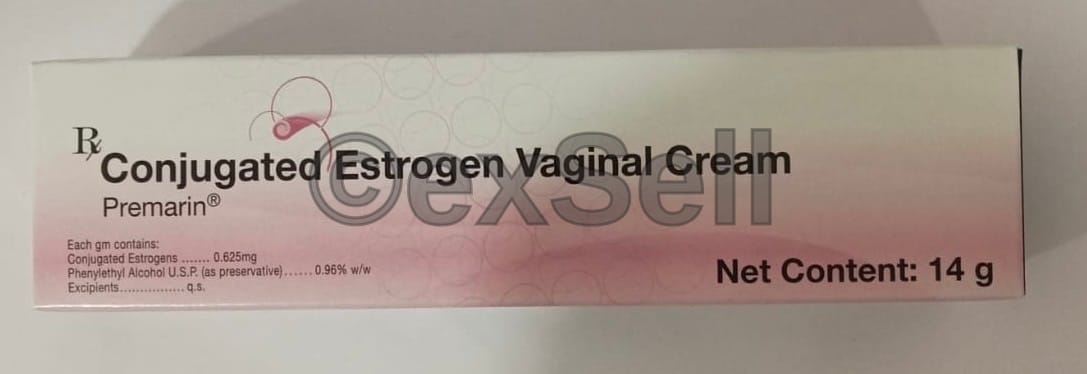 Rx
Conjugated Estrogen Vaginal Cream
Premarin®
©exSell
Each gm contains:
Conjugated Estrogens ....... 0.625mg
Phenylethyl Alcohol U.S.P. (as preservative)...... 0.96% w/w
Excipients................ q.s.
Net Content: 14 g